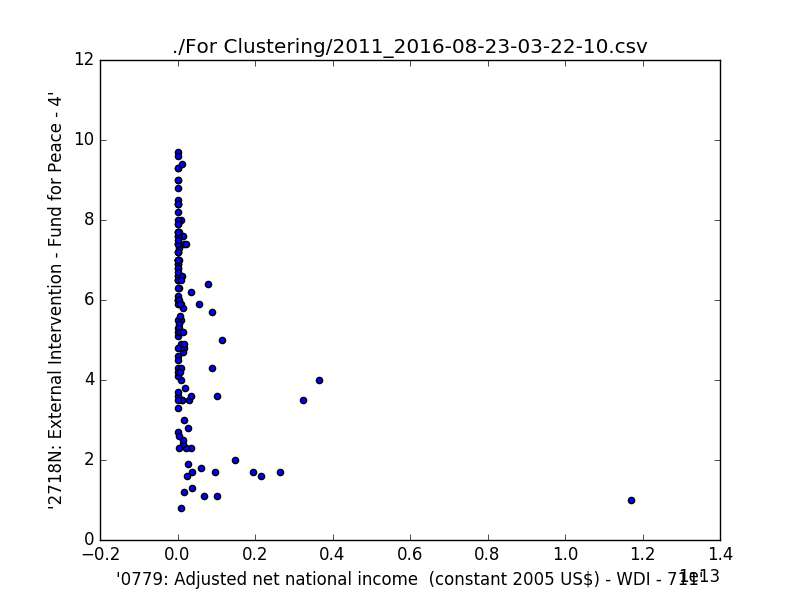 ./For Clustering/2011_2016-08-23-03-22-10.csv
12
10
8
6
4
2
0
'2718N: External Intervention - Fund for Peace - 4'
−0.2 0.0 0.2 0.4 0.6 0.8 1.0 1.2 1.4
1e13
'0779: Adjusted net national income  (constant 2005 US$) - WDI - 711'